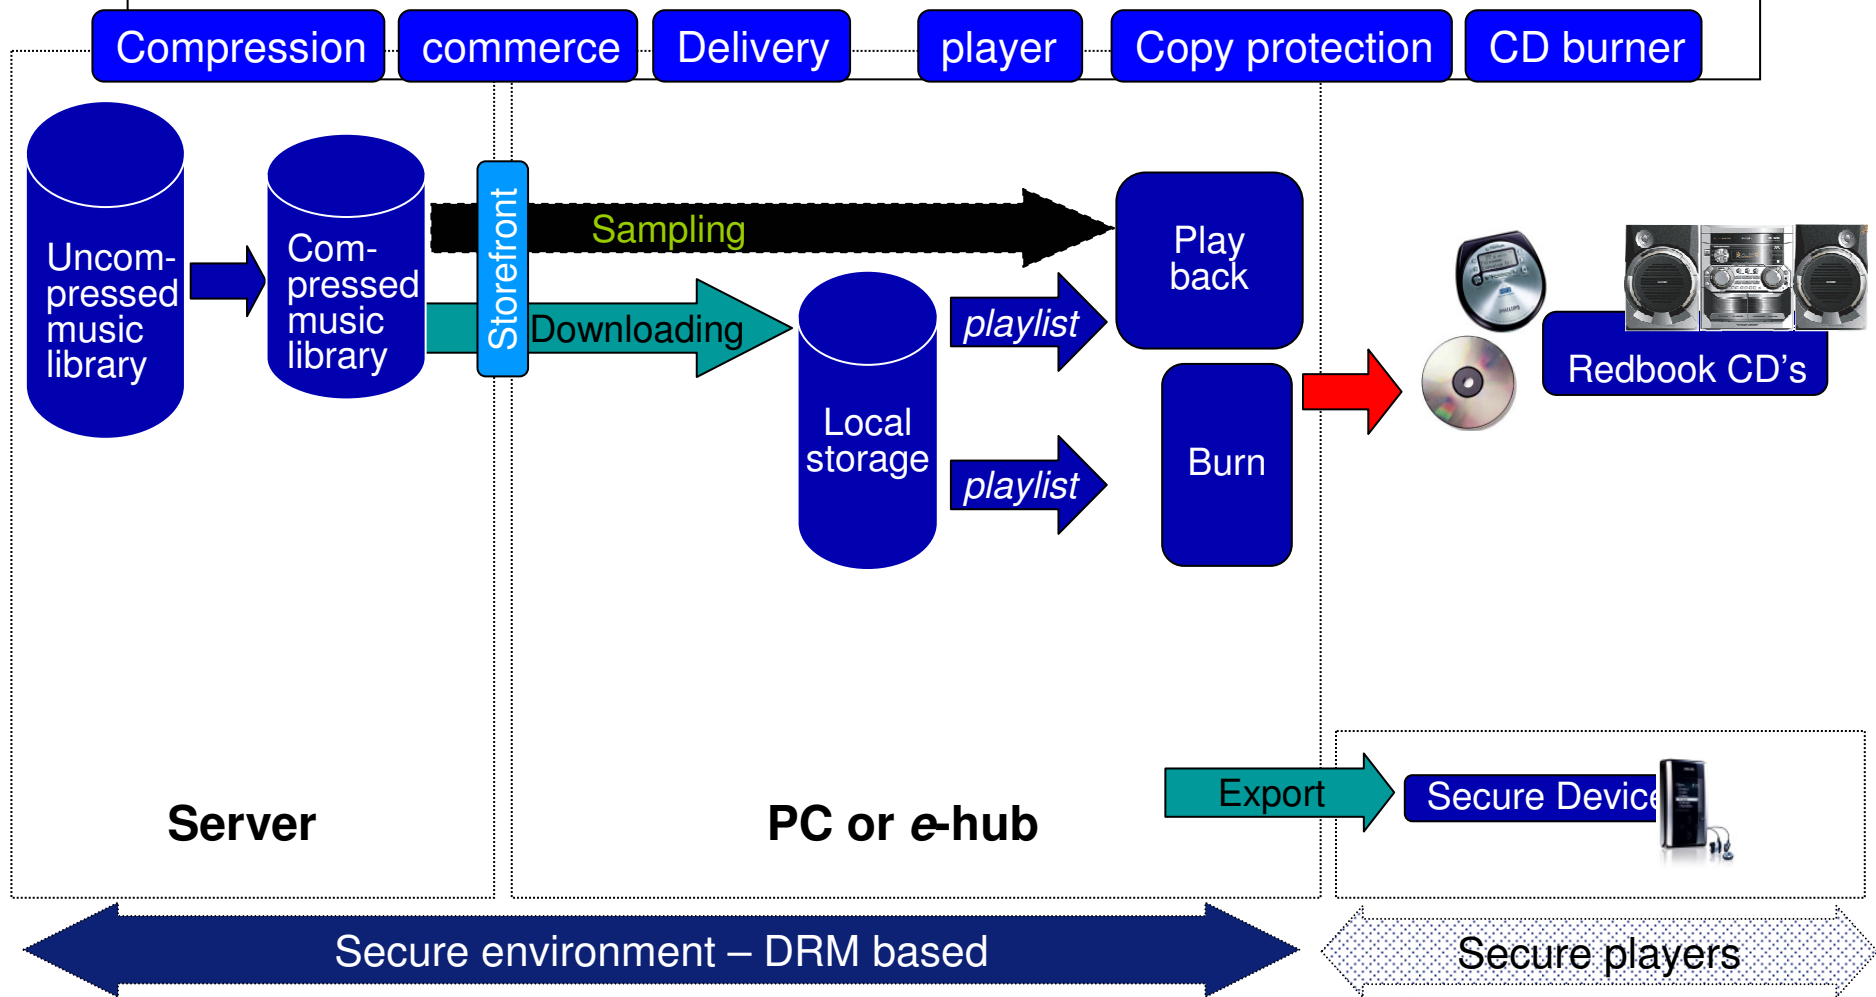 Compression
commerce
Delivery
player
Copy protection
CD burner
Uncom-
pressed
music
library
Com-
pressed
music
library
Storefront
Sampling
Downloading
Local
storage
playlist
playlist
Play
back
Burn
Redbook CD's
Export
Secure Device
Server
PC or e-hub
Secure environment – DRM based
Secure players